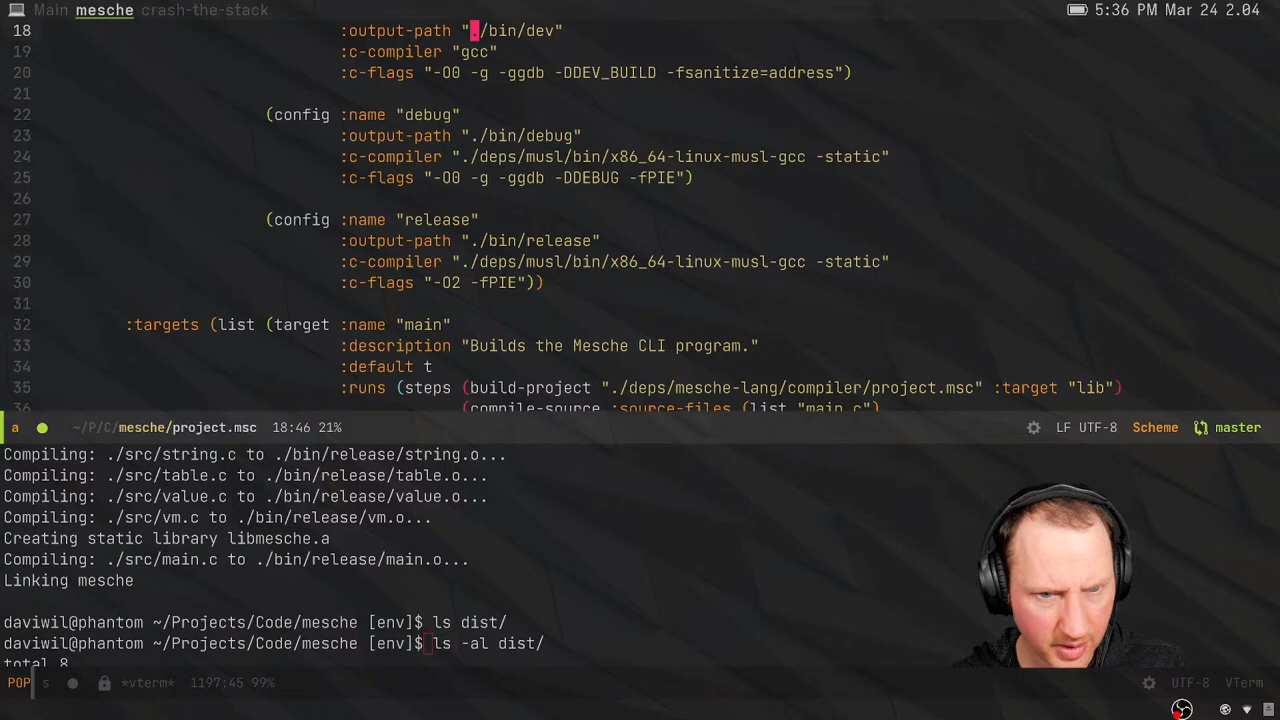 Main mesche crash-the-stack 5:36 PM Mar 24 2.04
18 :output-path "./bin/dev"
19 :c-compiler "gcc"
20 :c-flags "-O0 -g -ggdb -DDEV_BUILD -fsanitize=address")
21
22 (config :name "debug"
23 :output-path "./bin/debug"
24 :c-compiler "./deps/musl/bin/x86_64-linux-musl-gcc -static"
25 :c-flags "-O0 -g -ggdb -DDEBUG -fPIE")
26
27 (config :name "release"
28 :output-path "./bin/release"
29 :c-compiler "./deps/musl/bin/x86_64-linux-musl-gcc -static"
30 :c-flags "-O2 -fPIE"))
31
32 :targets (list (target :name "main"
33 :description "Builds the Mesche CLI program."
34 :default t
35 :runs (steps (build-project "./deps/mesche-lang/compiler/project.msc" :target "lib")
36 (compile-source :source-files (list "main.c")
a ~/P/C/mesche/project.msc 18:46 21% LF UTF-8 Scheme master
Compiling: ./src/string.c to ./bin/release/string.o...
Compiling: ./src/table.c to ./bin/release/table.o...
Compiling: ./src/value.c to ./bin/release/value.o...
Compiling: ./src/vm.c to ./bin/release/vm.o...
Creating static library libmesche.a
Compiling: ./src/main.c to ./bin/release/main.o...
Linking mesche
daviwil@phantom ~/Projects/Code/mesche [env]$ ls dist/
daviwil@phantom ~/Projects/Code/mesche [env]$ ls -al dist/
total 8
POP s *vterm* 1197:45 99% UTF-8 VTerm